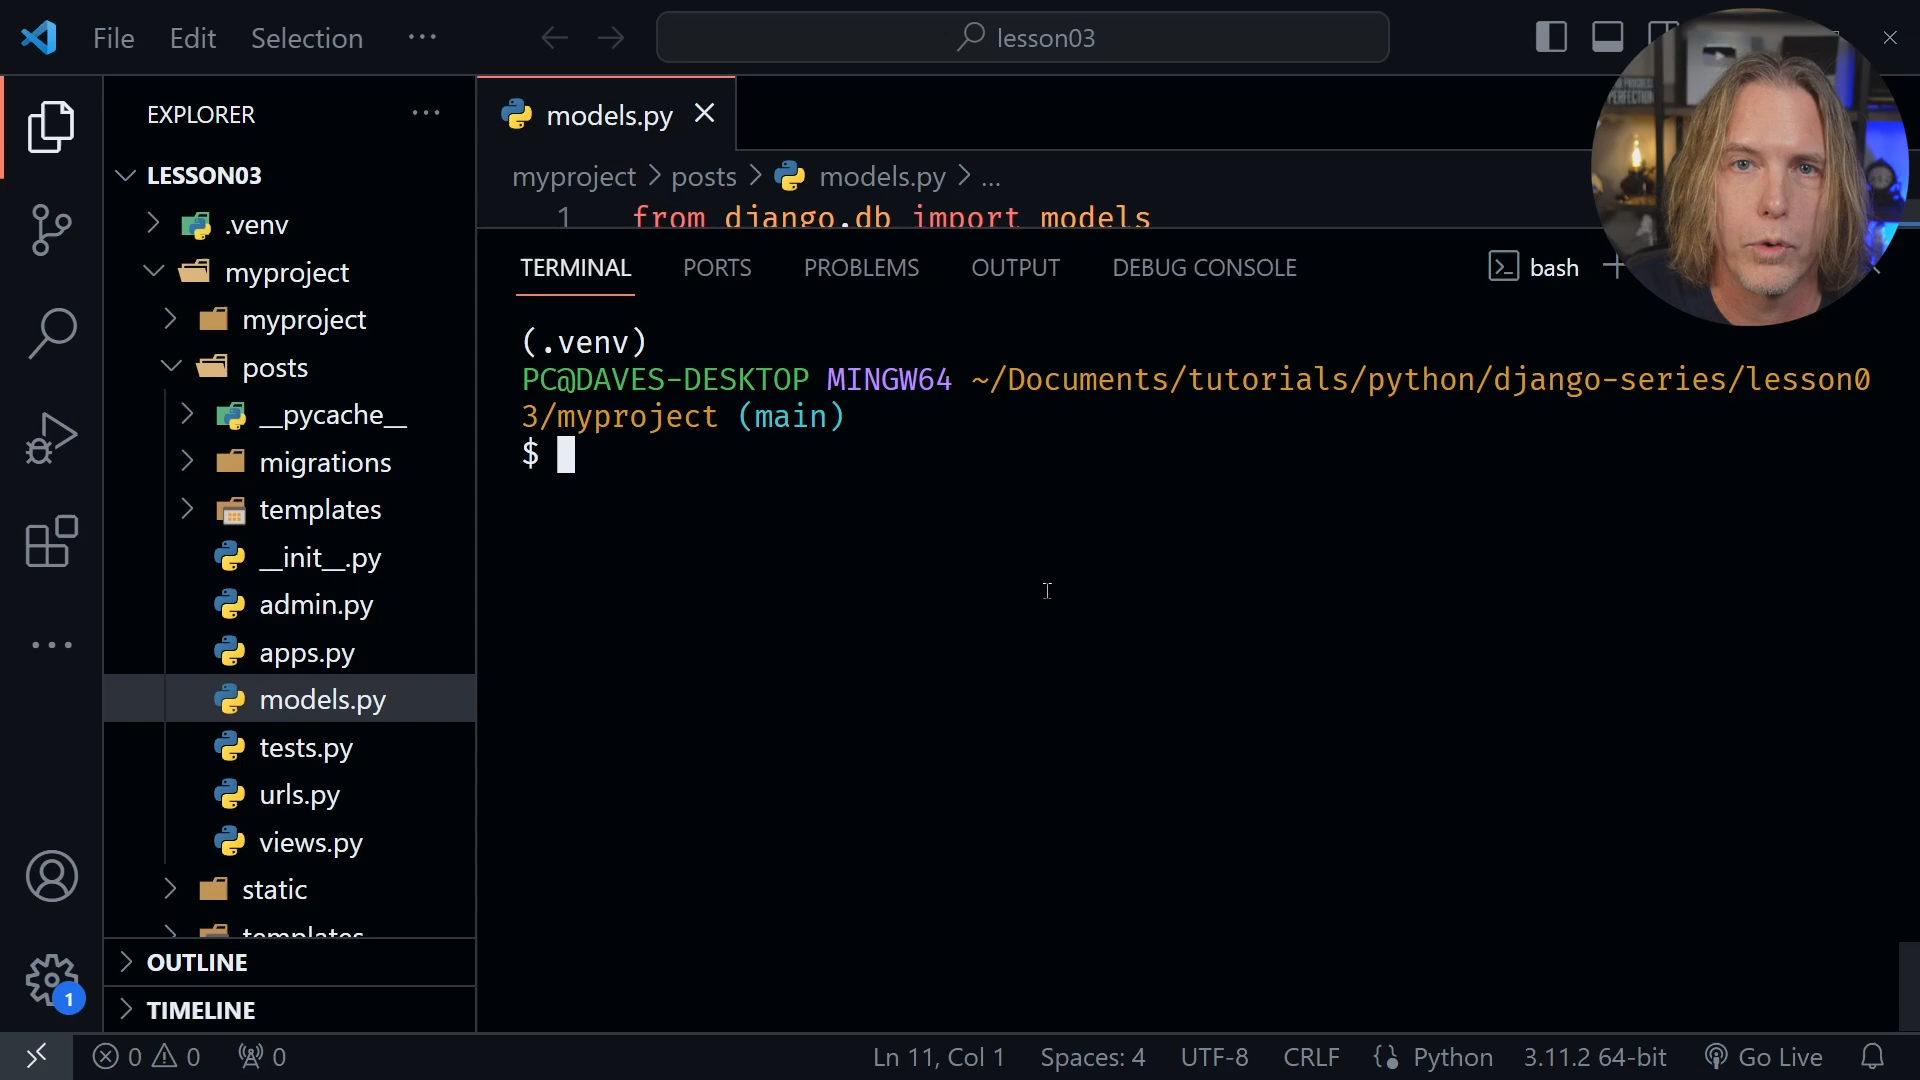 File Edit Selection ···
lesson03
EXPLORER ···
LESSON03
.venv
myproject
myproject
posts
__pycache__
migrations
templates
__init__.py
admin.py
apps.py
models.py
tests.py
urls.py
views.py
static
templates
OUTLINE
TIMELINE
models.py
myproject > posts > models.py > ...
1 from django.db import models
TERMINAL PORTS PROBLEMS OUTPUT DEBUG CONSOLE bash
(.venv)
PC@DAVES-DESKTOP MINGW64 ~/Documents/tutorials/python/django-series/lesson0
3/myproject (main)
$
1
0 0 0 Ln 11, Col 1 Spaces: 4 UTF-8 CRLF Python 3.11.2 64-bit Go Live